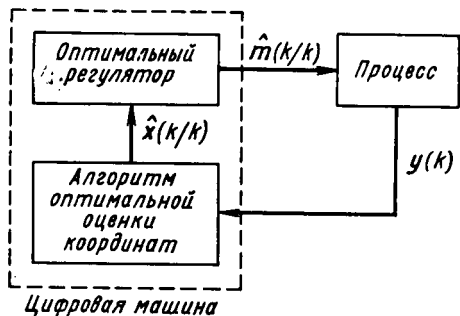 Оптимальный
регулятор
m̂(k/k)
Процесс
x̂(k/k)
y(k)
Алгоритм
оптимальной
оценки
координат
Цифровая машина